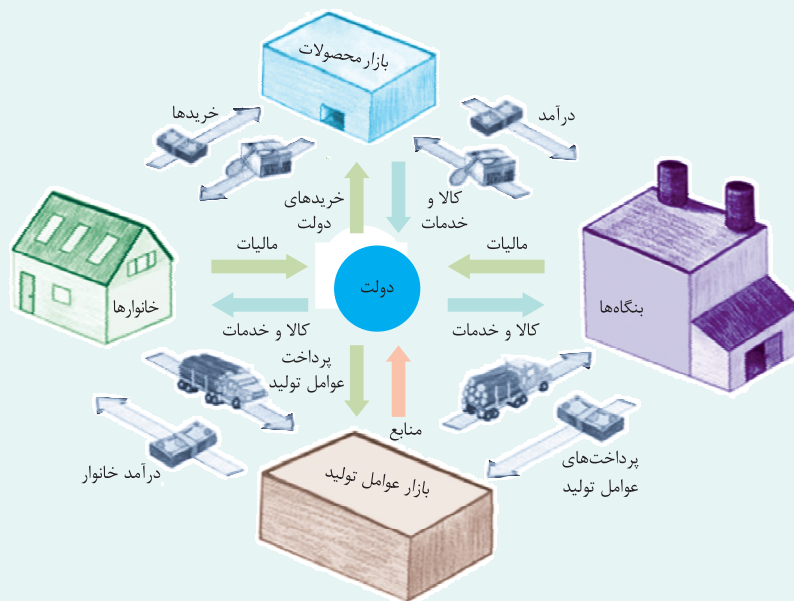 بازار محصولات
درآمد
خریدها
کالا و
خدمات
خریدهای
دولت
مالیات
مالیات
دولت
بنگاه‌ها
خانوارها
کالا و خدمات
کالا و خدمات
پرداخت
عوامل تولید
منابع
پرداخت‌های
عوامل تولید
درآمد خانوار
بازار عوامل تولید